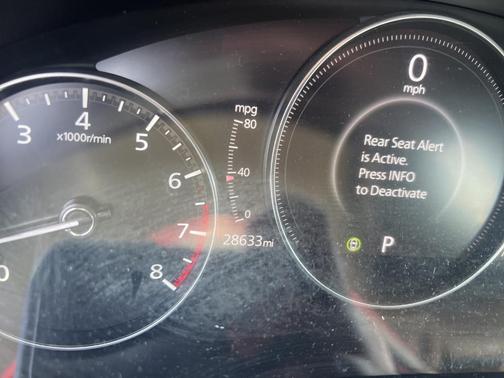 3
4
5
x1000r/min
6
7
8
0
mpg
80
40
0
28633mi
0
mph
Rear Seat Alert
is Active.
Press INFO
to Deactivate
P